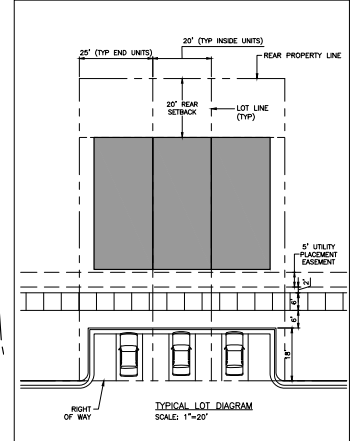 20' (TYP INSIDE UNITS)
25' (TYP END UNITS)
REAR PROPERTY LINE
20' REAR
SETBACK
LOT LINE
(TYP)
5' UTILITY
PLACEMENT
EASEMENT
2'
6'
6'
18'
RIGHT
OF WAY
TYPICAL LOT DIAGRAM
SCALE: 1"=20'